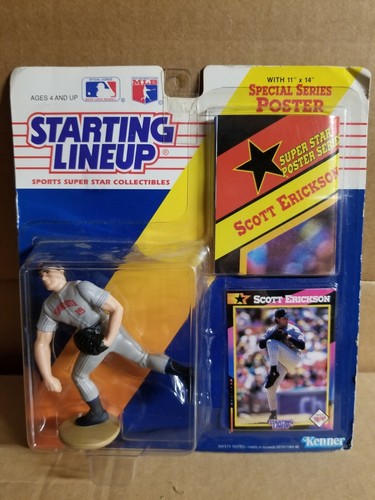 AGES 4 AND UP
MLB
STARTING
LINEUP
SPORTS SUPER STAR COLLECTIBLES
WITH 11" x 14"
SPECIAL SERIES
POSTER
SUPER STAR
POSTER SERIES
SCOTT ERICKSON
SCOTT ERICKSON
Kenner